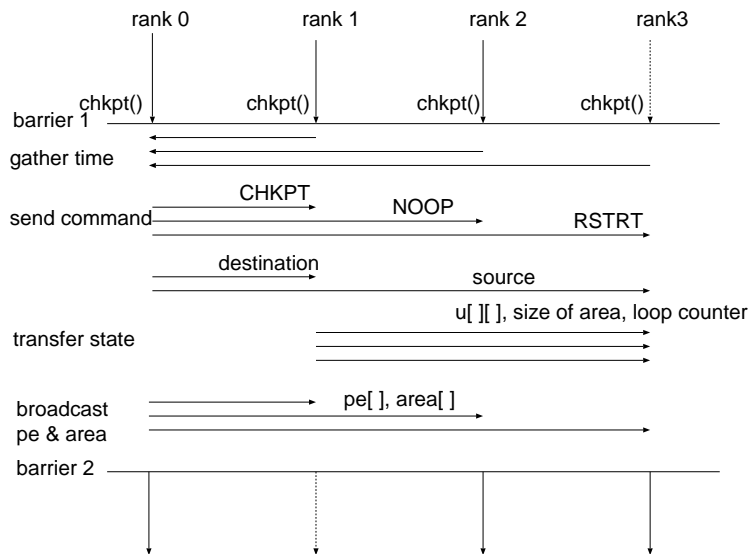 rank 0 rank 1 rank 2 rank3
chkpt() chkpt() chkpt() chkpt()
barrier 1
gather time
CHKPT
NOOP
send command
RSTRT
destination
source
u[ ][ ], size of area, loop counter
transfer state
pe[ ], area[ ]
broadcast
pe & area
barrier 2